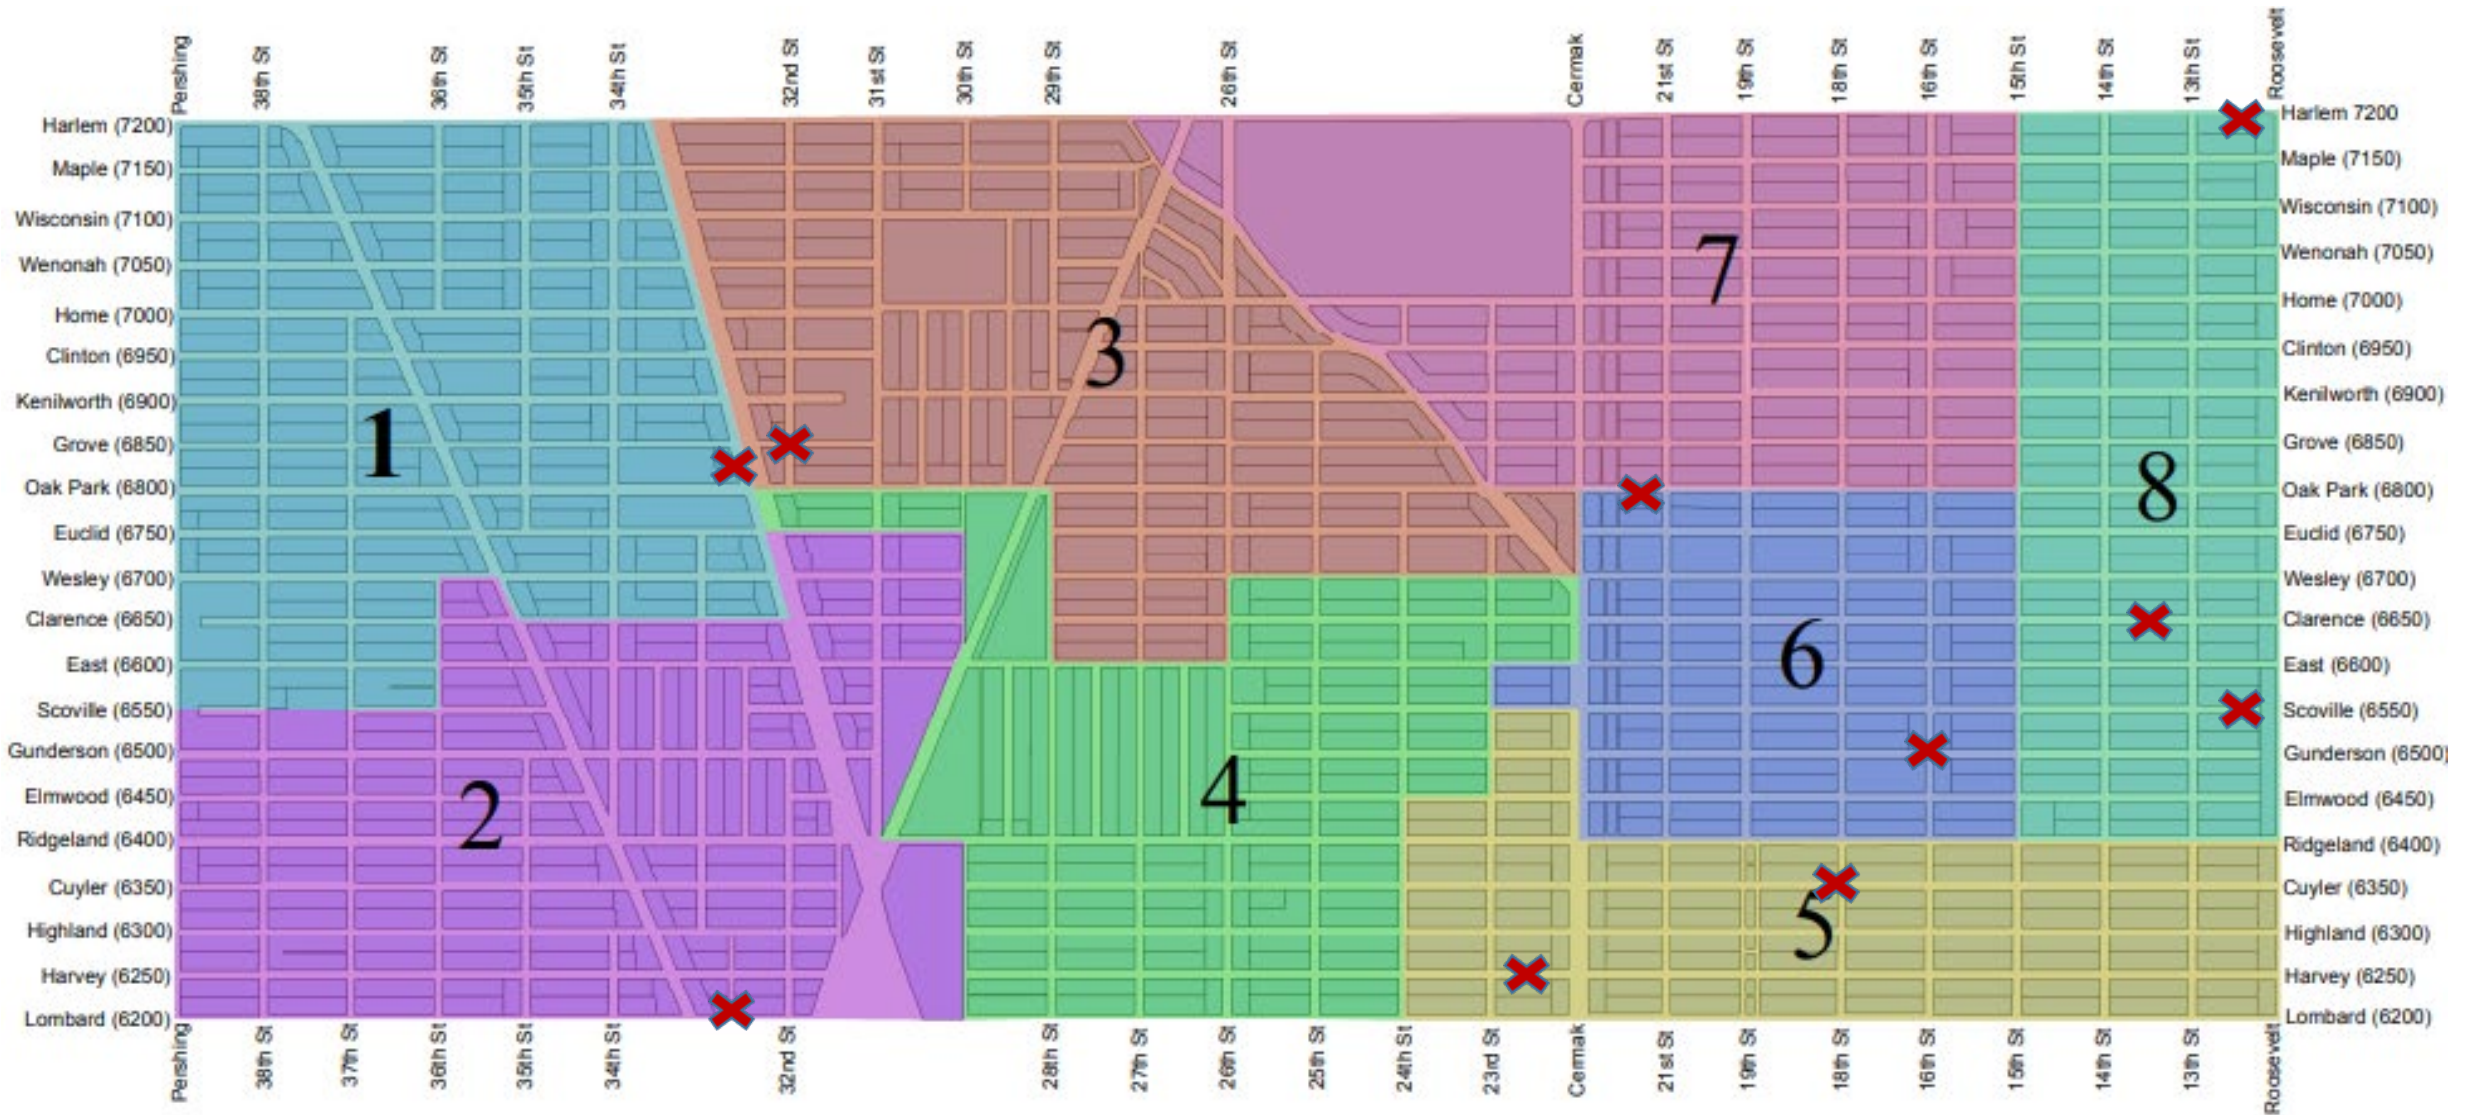 Pershing
38th St
36th St
35th St
34th St
32nd St
31st St
30th St
29th St
26th St
Cermak
21st St
19th St
18th St
16th St
15th St
14th St
13th St
Roosevelt
Harlem (7200)
Maple (7150)
Wisconsin (7100)
Wenonah (7050)
Home (7000)
Clinton (6950)
Kenilworth (6900)
Grove (6850)
Oak Park (6800)
Euclid (6750)
Wesley (6700)
Clarence (6650)
East (6600)
Scoville (6550)
Gunderson (6500)
Elmwood (6450)
Ridgeland (6400)
Cuyler (6350)
Highland (6300)
Harvey (6250)
Lombard (6200)
1
2
3
4
7
6
5
8
Harlem 7200
Maple (7150)
Wisconsin (7100)
Wenonah (7050)
Home (7000)
Clinton (6950)
Kenilworth (6900)
Grove (6850)
Oak Park (6800)
Euclid (6750)
Wesley (6700)
Clarence (6650)
East (6600)
Scoville (6550)
Gunderson (6500)
Elmwood (6450)
Ridgeland (6400)
Cuyler (6350)
Highland (6300)
Harvey (6250)
Lombard (6200)
Pershing
38th St
37th St
36th St
35th St
34th St
32nd St
28th St
27th St
26th St
25th St
24th St
23rd St
Cermak
21st St
19th St
18th St
16th St
15th St
14th St
13th St
Roosevelt